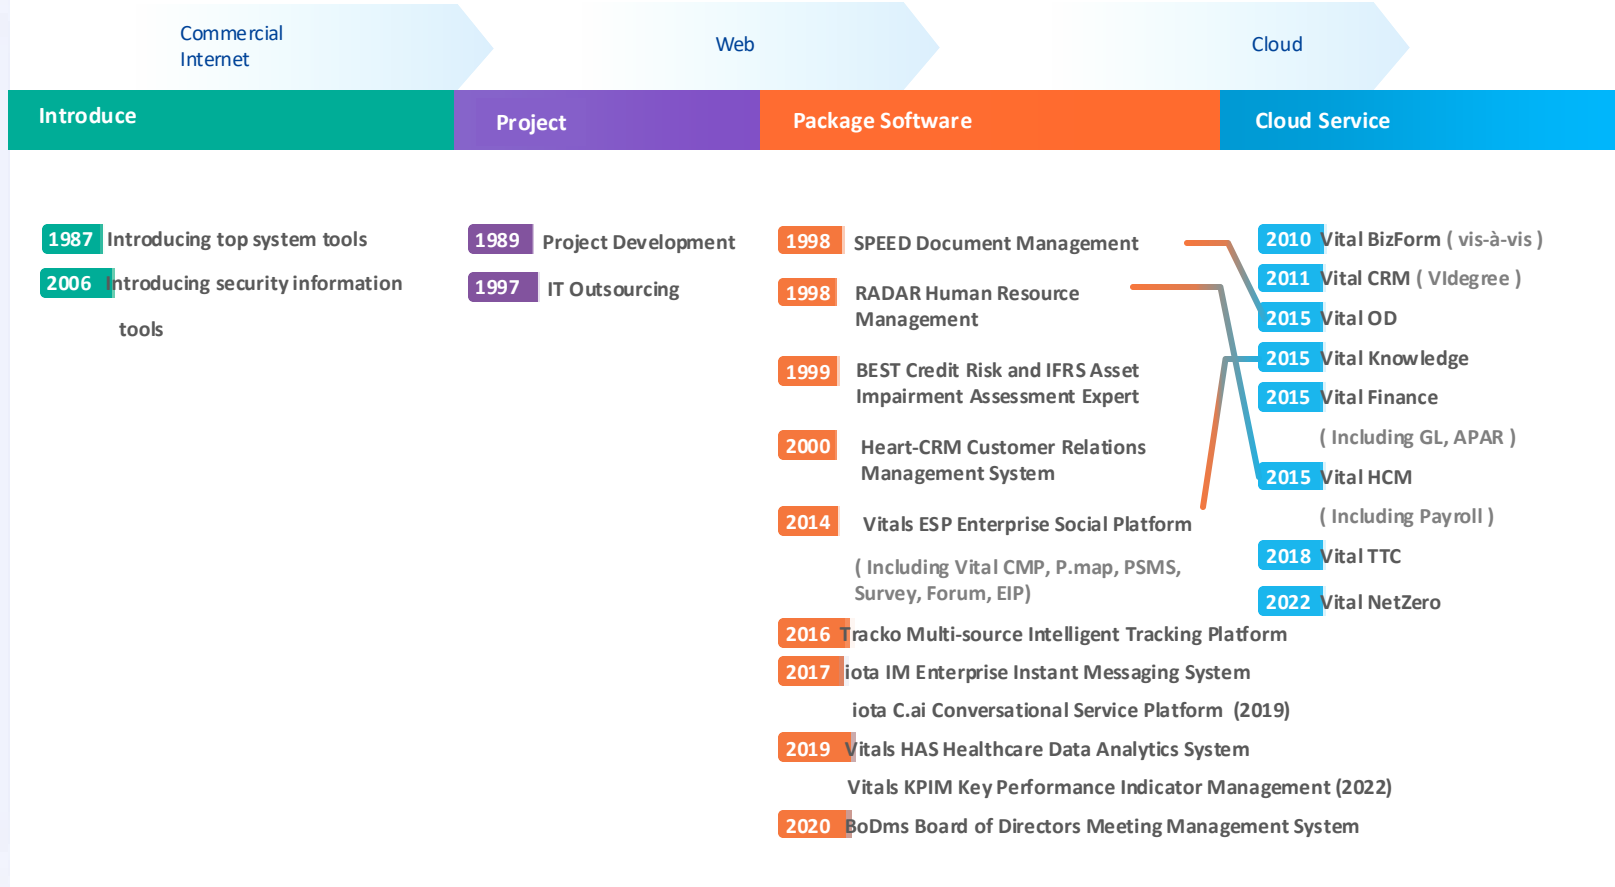 Commercial
Internet
Web
Cloud
Introduce
Project
Package Software
Cloud Service
1987 Introducing top system tools
2006 Introducing security information
tools
1989 Project Development
1997 IT Outsourcing
1998 SPEED Document Management
1998 RADAR Human Resource
Management
1999 BEST Credit Risk and IFRS Asset
Impairment Assessment Expert
2000 Heart-CRM Customer Relations
Management System
2014 Vitals ESP Enterprise Social Platform
( Including Vital CMP, P.map, PSMS,
Survey, Forum, EIP)
2016 Tracko Multi-source Intelligent Tracking Platform
2017 iota IM Enterprise Instant Messaging System
iota C.ai Conversational Service Platform (2019)
2019 Vitals HAS Healthcare Data Analytics System
Vitals KPIM Key Performance Indicator Management (2022)
2020 BoDms Board of Directors Meeting Management System
2010 Vital BizForm ( vis-à-vis )
2011 Vital CRM ( VIdegree )
2015 Vital OD
2015 Vital Knowledge
2015 Vital Finance
( Including GL, APAR )
2015 Vital HCM
( Including Payroll )
2018 Vital TTC
2022 Vital NetZero